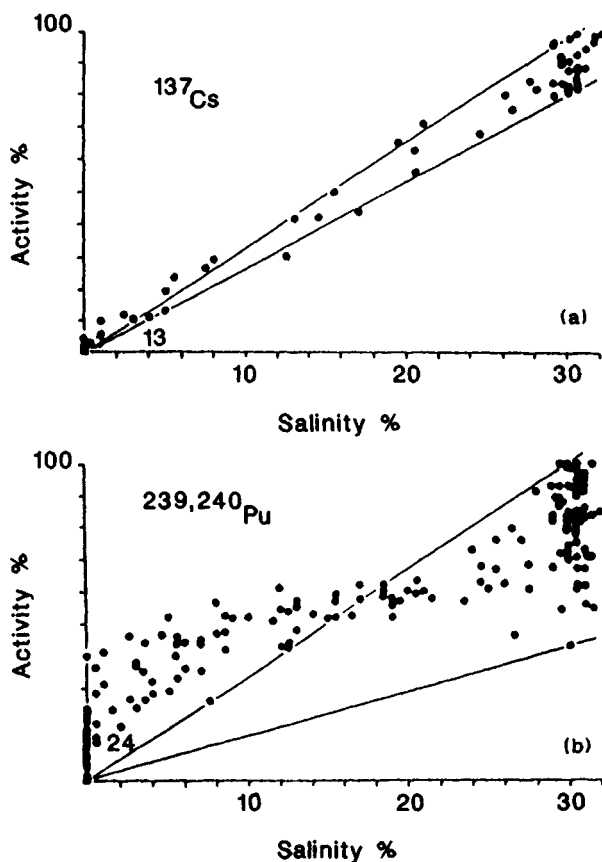 100
¹³⁷Cs
Activity %
13
(a)
10 20 30
Salinity %
100
²³⁹,²⁴⁰Pu
Activity %
24
(b)
10 20 30
Salinity %